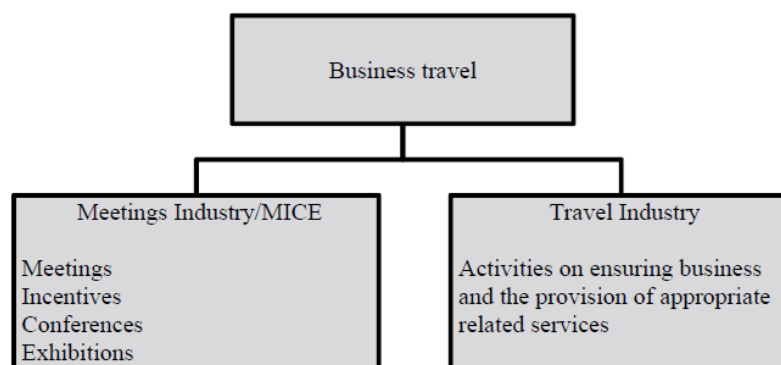 Business travel
Meetings Industry/MICE
Meetings
Incentives
Conferences
Exhibitions
Travel Industry
Activities on ensuring business
and the provision of appropriate
related services